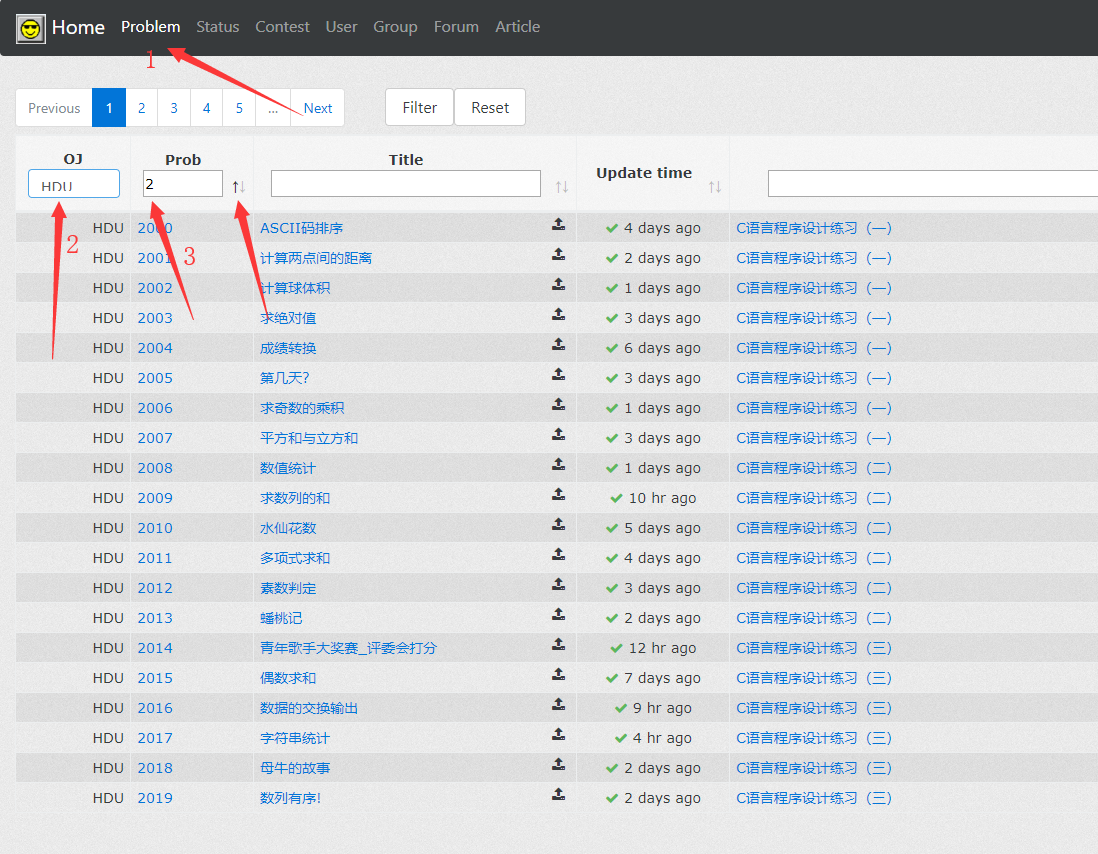 Home Problem Status Contest User Group Forum Article
1
Previous 1 2 3 4 5 ... Next Filter Reset
OJ Prob Title Update time
HDU 2
HDU 2000 ASCII码排序 4 days ago C语言程序设计练习（一）
2
HDU 2001 计算两点间的距离 2 days ago C语言程序设计练习（一）
3
HDU 2002 计算球体积 1 days ago C语言程序设计练习（一）
HDU 2003 求绝对值 3 days ago C语言程序设计练习（一）
HDU 2004 成绩转换 6 days ago C语言程序设计练习（一）
HDU 2005 第几天？ 3 days ago C语言程序设计练习（一）
HDU 2006 求奇数的乘积 1 days ago C语言程序设计练习（一）
HDU 2007 平方和与立方和 3 days ago C语言程序设计练习（一）
HDU 2008 数值统计 1 days ago C语言程序设计练习（二）
HDU 2009 求数列的和 10 hr ago C语言程序设计练习（二）
HDU 2010 水仙花数 5 days ago C语言程序设计练习（二）
HDU 2011 多项式求和 4 days ago C语言程序设计练习（二）
HDU 2012 素数判定 3 days ago C语言程序设计练习（二）
HDU 2013 蟠桃记 2 days ago C语言程序设计练习（二）
HDU 2014 青年歌手大奖赛_评委会打分 12 hr ago C语言程序设计练习（三）
HDU 2015 偶数求和 7 days ago C语言程序设计练习（三）
HDU 2016 数据的交换输出 9 hr ago C语言程序设计练习（三）
HDU 2017 字符串统计 4 hr ago C语言程序设计练习（三）
HDU 2018 母牛的故事 2 days ago C语言程序设计练习（三）
HDU 2019 数列有序! 2 days ago C语言程序设计练习（三）